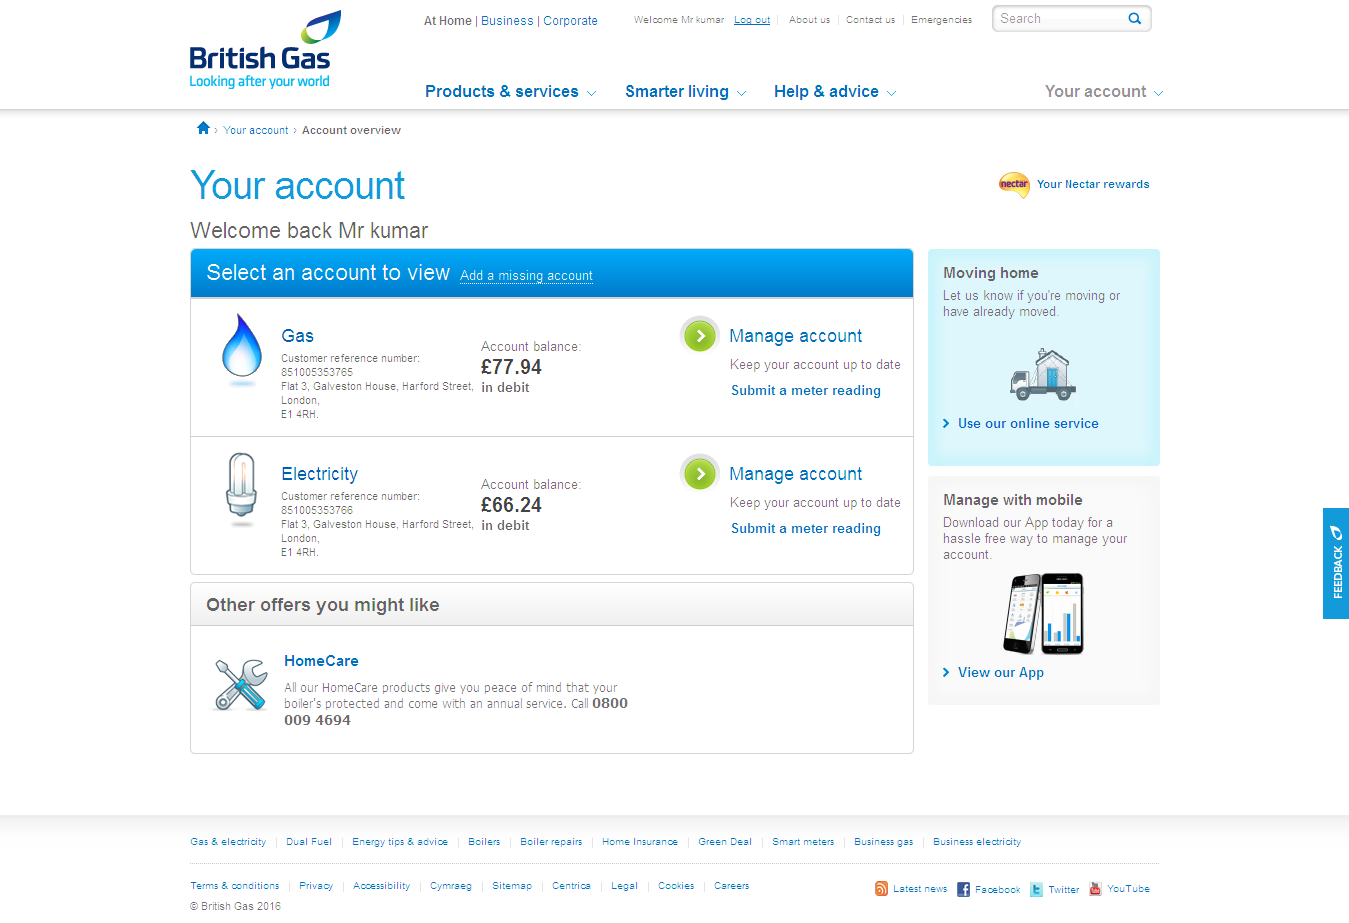 At Home | Business | Corporate
Welcome Mr kumar Log out About us Contact us Emergencies
Search
British Gas
Looking after your world
Products & services Smarter living Help & advice Your account
Your account › Account overview
Your account
nectar Your Nectar rewards
Welcome back Mr kumar
Select an account to view Add a missing account
Gas
Customer reference number:
851005353765
Flat 3, Galveston House, Harford Street,
London,
E1 4RH.
Account balance:
£77.94
in debit
Manage account
Keep your account up to date
Submit a meter reading
Electricity
Customer reference number:
851005353766
Flat 3, Galveston House, Harford Street,
London,
E1 4RH.
Account balance:
£66.24
in debit
Manage account
Keep your account up to date
Submit a meter reading
Other offers you might like
HomeCare
All our HomeCare products give you peace of mind that your
boiler's protected and come with an annual service. Call 0800
009 4694
Moving home
Let us know if you're moving or
have already moved.
Use our online service
Manage with mobile
Download our App today for a
hassle free way to manage your
account.
View our App
FEEDBACK
Gas & electricity Dual Fuel Energy tips & advice Boilers Boiler repairs Home Insurance Green Deal Smart meters Business gas Business electricity
Terms & conditions Privacy Accessibility Cymraeg Sitemap Centrica Legal Cookies Careers
Latest news Facebook Twitter YouTube
© British Gas 2016